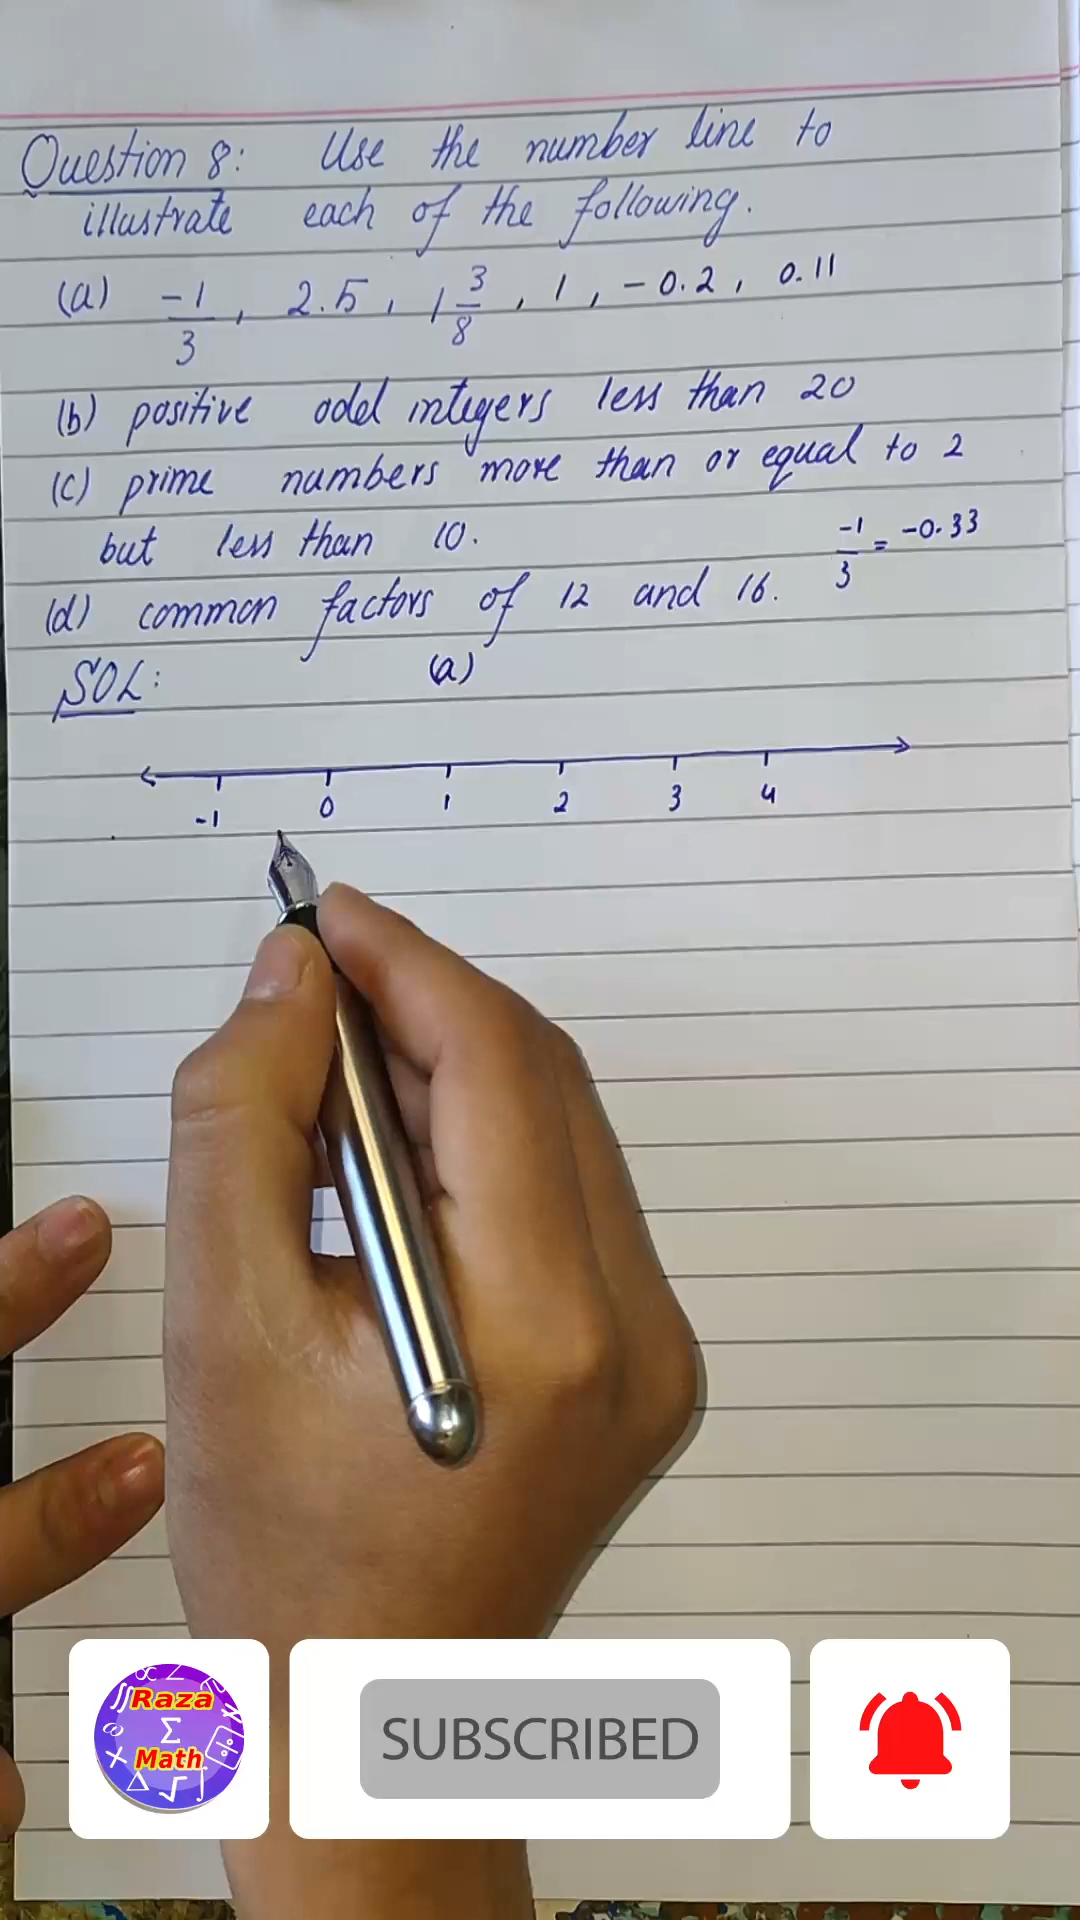 Question 8: Use the number line to
illustrate each of the following.
(a) -1/3, 2.5, 1 3/8, 1, -0.2, 0.11
(b) positive odd integers less than 20
(c) prime numbers more than or equal to 2
but less than 10.
-1/3 = -0.33
(d) common factors of 12 and 16.
SOL: (a)
-1 0 1 2 3 4
Raza
Σ
Math
SUBSCRIBED